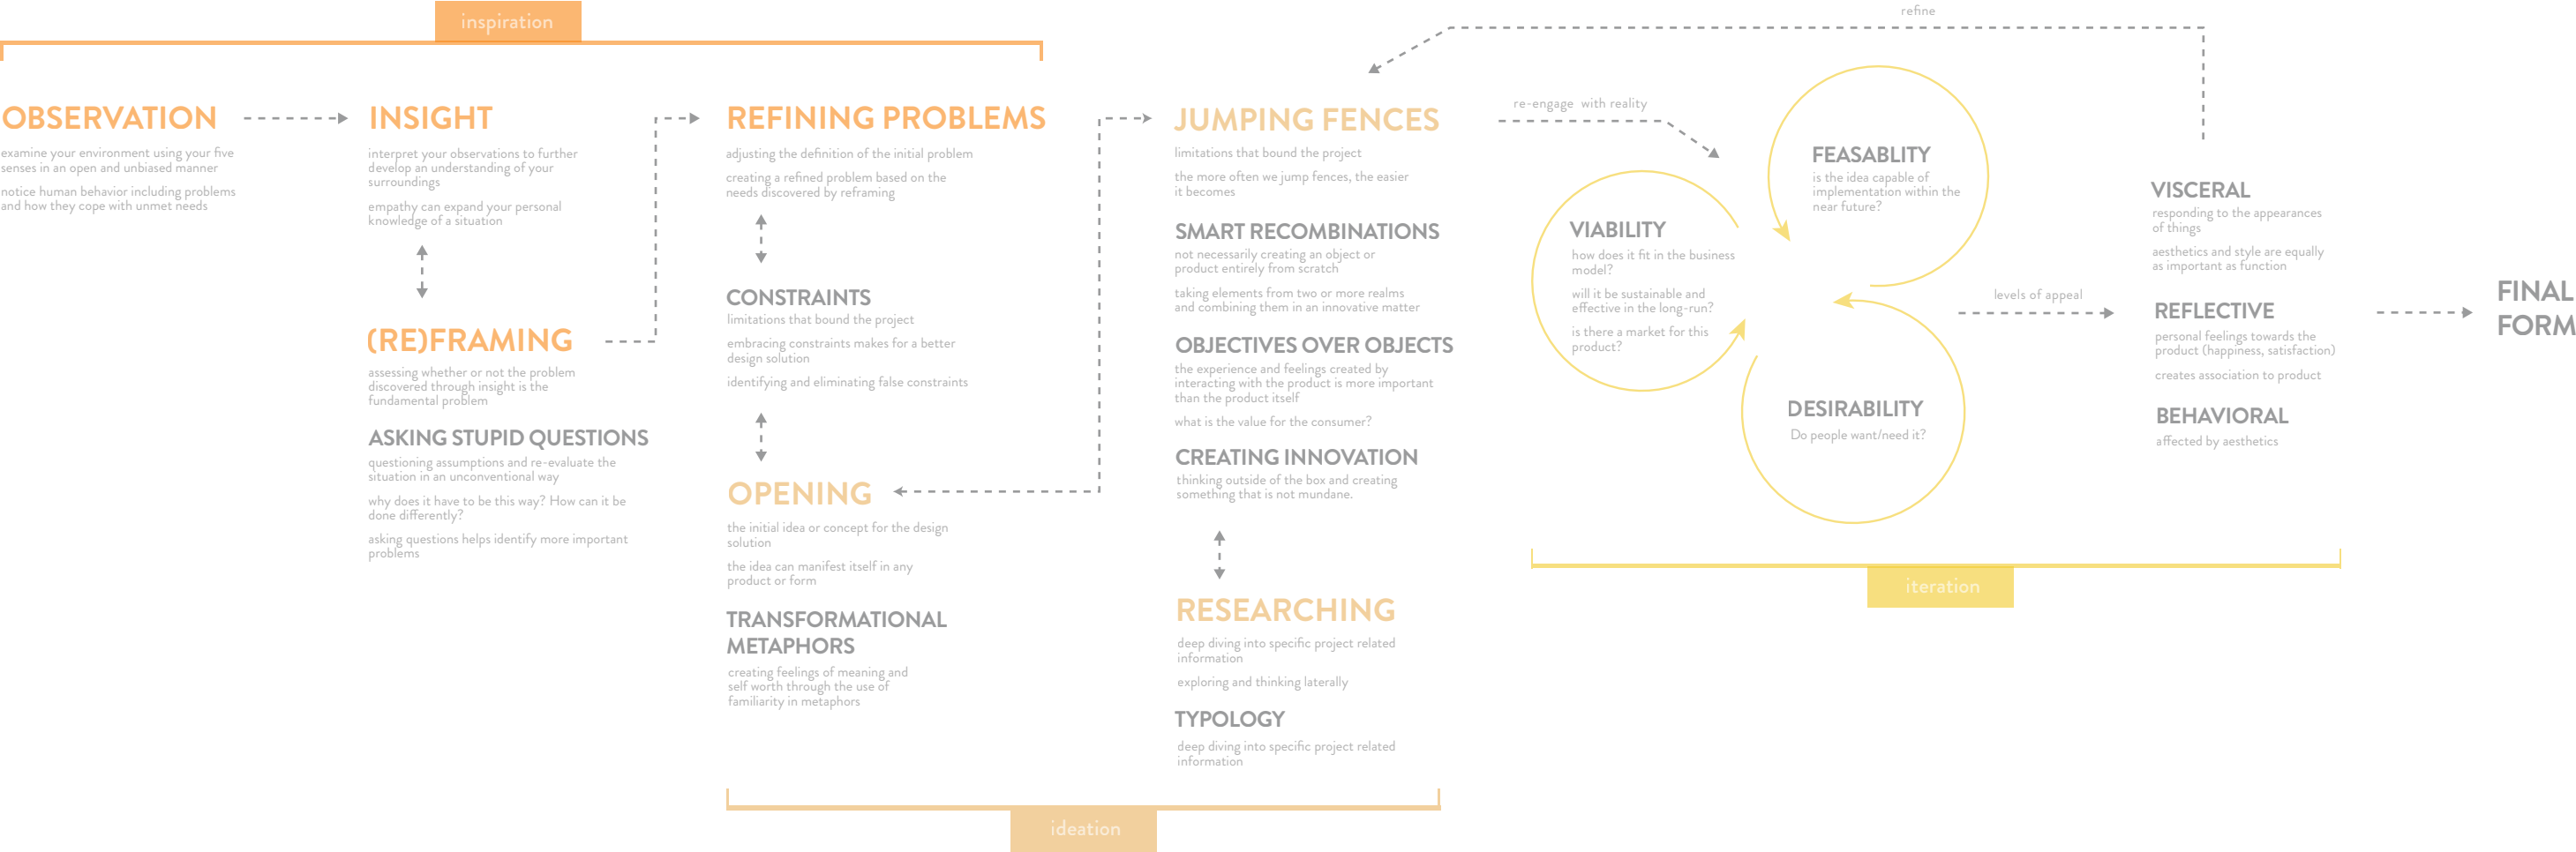 inspiration
OBSERVATION
examine your environment using your five
senses in an open and unbiased manner
notice human behavior including problems
and how they cope with unmet needs
INSIGHT
interpret your observations to further
develop an understanding of your
surroundings
empathy can expand your personal
knowledge of a situation
(RE)FRAMING
assessing whether or not the problem
discovered through insight is the
fundamental problem
ASKING STUPID QUESTIONS
questioning assumptions and re-evaluate the
situation in an unconventional way
why does it have to be this way? How can it be
done differently?
asking questions helps identify more important
problems
REFINING PROBLEMS
adjusting the definition of the initial problem
creating a refined problem based on the
needs discovered by reframing
CONSTRAINTS
limitations that bound the project
embracing constraints makes for a better
design solution
identifying and eliminating false constraints
OPENING
the initial idea or concept for the design
solution
the idea can manifest itself in any
product or form
TRANSFORMATIONAL
METAPHORS
creating feelings of meaning and
self worth through the use of
familiarity in metaphors
JUMPING FENCES
limitations that bound the project
the more often we jump fences, the easier
it becomes
SMART RECOMBINATIONS
not necessarily creating an object or
product entirely from scratch
taking elements from two or more realms
and combining them in an innovative matter
OBJECTIVES OVER OBJECTS
the experience and feelings created by
interacting with the product is more important
than the product itself
what is the value for the consumer?
CREATING INNOVATION
thinking outside of the box and creating
something that is not mundane.
RESEARCHING
deep diving into specific project related
information
exploring and thinking laterally
TYPOLOGY
deep diving into specific project related
information
ideation
refine
re-engage with reality
VIABILITY
how does it fit in the business
model?
will it be sustainable and
effective in the long-run?
is there a market for this
product?
FEASABLITY
is the idea capable of
implementation within the
near future?
DESIRABILITY
Do people want/need it?
levels of appeal
VISCERAL
responding to the appearances
of things
aesthetics and style are equally
as important as function
REFLECTIVE
personal feelings towards the
product (happiness, satisfaction)
creates association to product
BEHAVIORAL
affected by aesthetics
iteration
FINAL
FORM